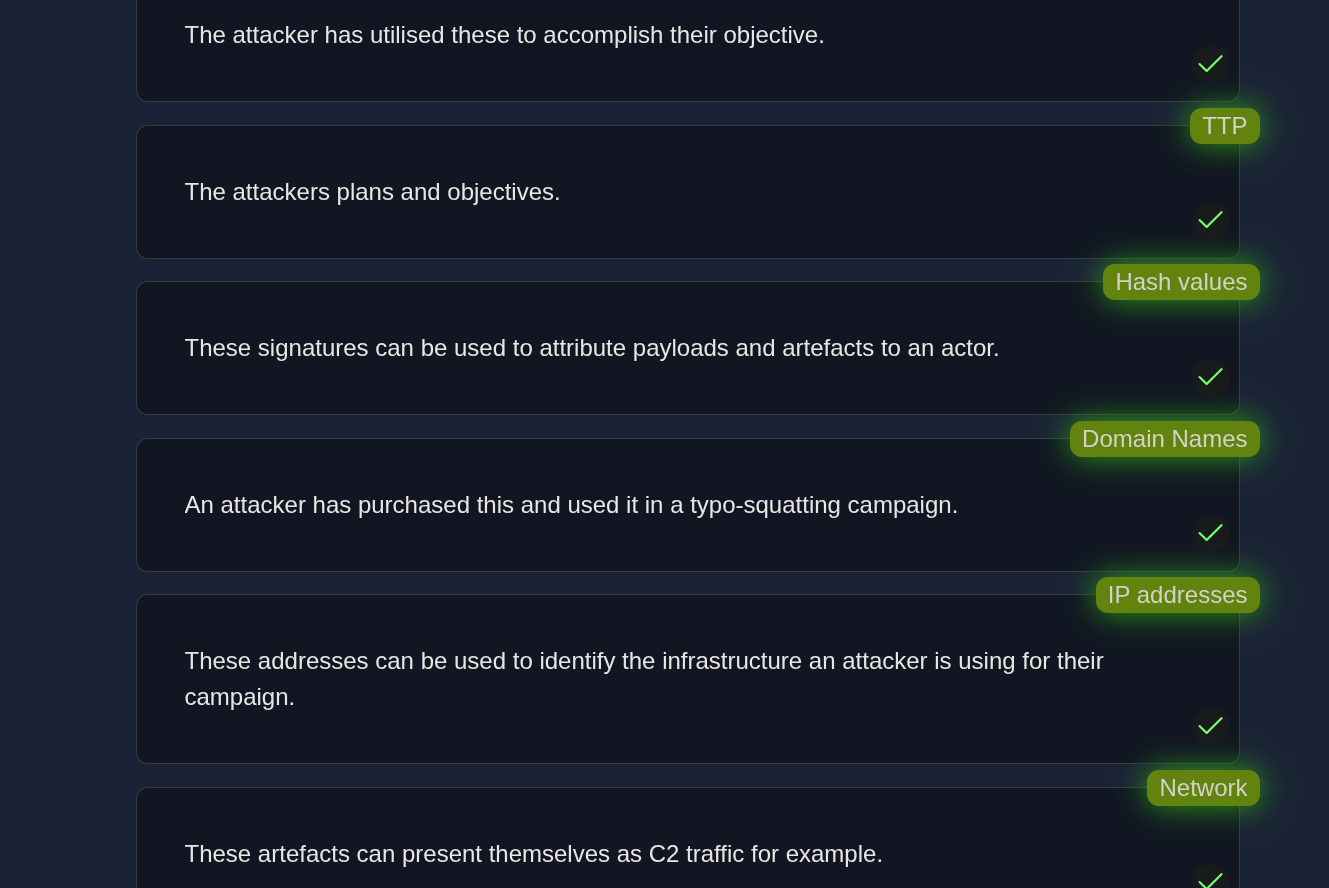 The attacker has utilised these to accomplish their objective.
TTP
The attackers plans and objectives.
Hash values
These signatures can be used to attribute payloads and artefacts to an actor.
Domain Names
An attacker has purchased this and used it in a typo-squatting campaign.
IP addresses
These addresses can be used to identify the infrastructure an attacker is using for their
campaign.
Network
These artefacts can present themselves as C2 traffic for example.